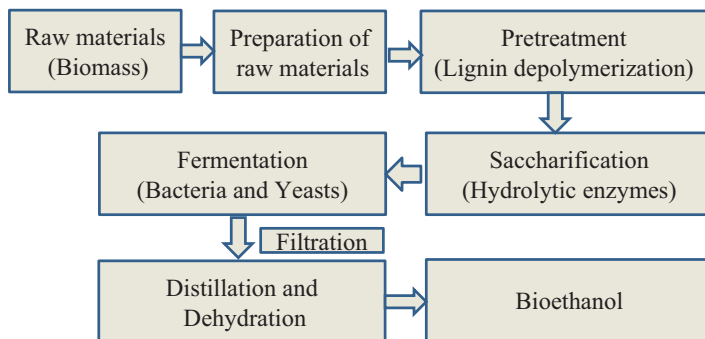 Raw materials
(Biomass)
Preparation of
raw materials
Pretreatment
(Lignin depolymerization)
Saccharification
(Hydrolytic enzymes)
Fermentation
(Bacteria and Yeasts)
Filtration
Distillation and
Dehydration
Bioethanol